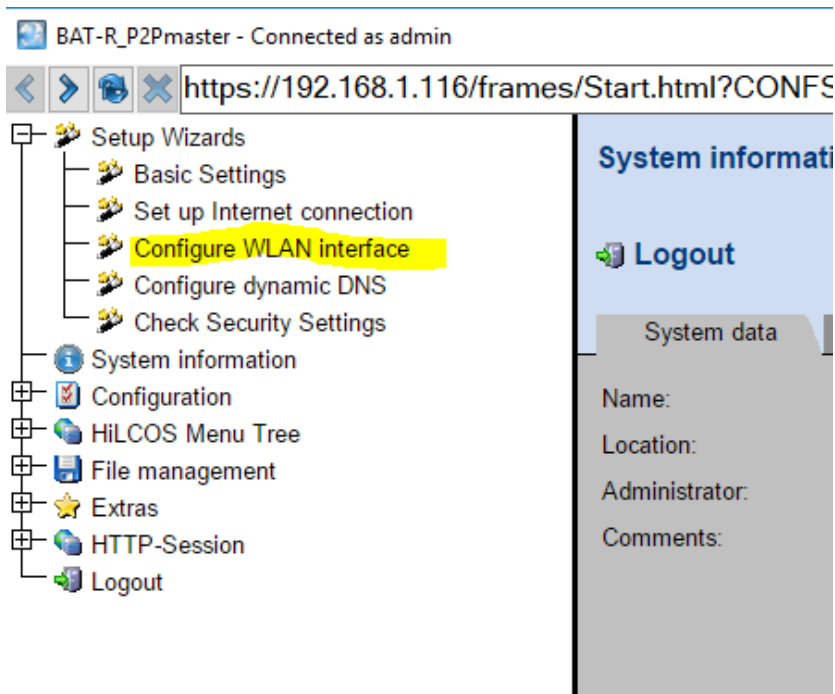 BAT-R_P2Pmaster - Connected as admin
https://192.168.1.116/frames/Start.html?CONFS
Setup Wizards
Basic Settings
Set up Internet connection
Configure WLAN interface
Configure dynamic DNS
Check Security Settings
System information
Configuration
HiLCOS Menu Tree
File management
Extras
HTTP-Session
Logout
System informati
Logout
System data
Name:
Location:
Administrator:
Comments: